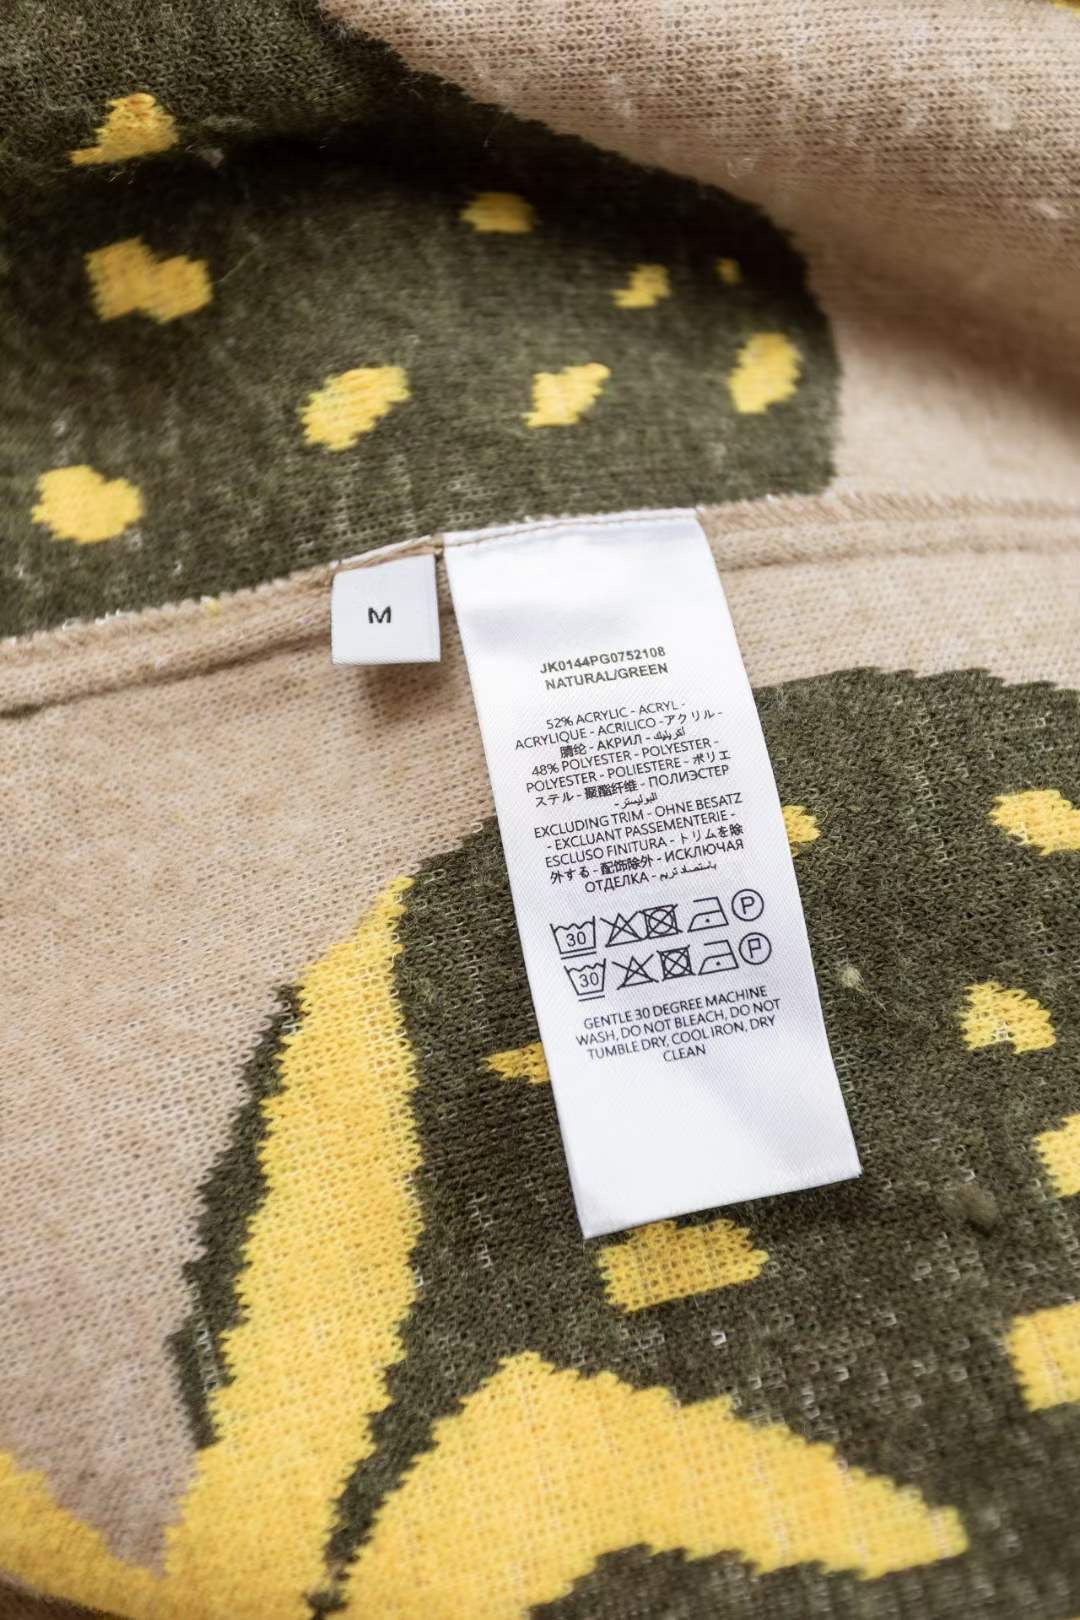 M
JK0144PG0752108
NATURAL/GREEN
52% ACRYLIC - ACRYL -
ACRYLIQUE - ACRILICO - アクリル -
腈纶 - АКРИЛ - أكريليك
48% POLYESTER - POLYESTER -
POLYESTER - POLIESTERE - ポリエ
ステル - 聚酯纤维 - ПОЛИЭСТЕР
- البوليستر -
EXCLUDING TRIM - OHNE BESATZ
- EXCLUANT PASSEMENTERIE -
ESCLUSO FINITURA - トリムを除
外する - 配饰除外 - ИСКЛЮЧАЯ
ОТДЕЛКА -
30 P
30 P
GENTLE 30 DEGREE MACHINE
WASH, DO NOT BLEACH, DO NOT
TUMBLE DRY, COOL IRON, DRY
CLEAN